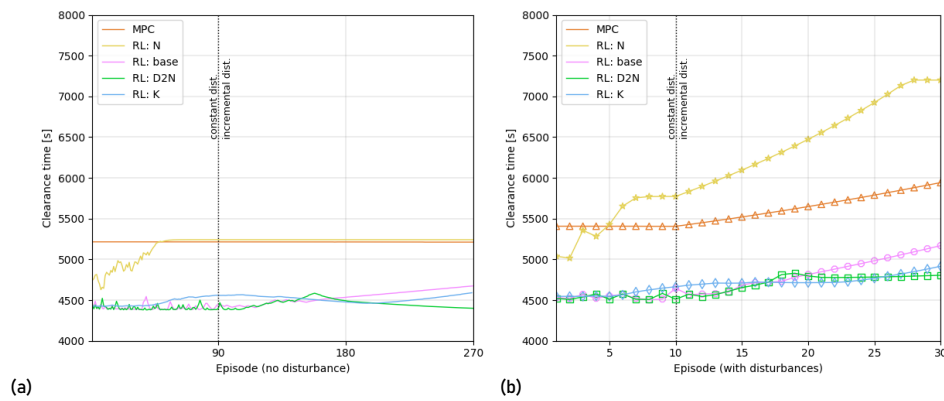 8000
7500
7000
6500
6000
5500
5000
4500
4000
Clearance time [s]
MPC
RL: N
RL: base
RL: D2N
RL: K
constant dist.
incremental dist.
90
180
270
Episode (no disturbance)
(a)
8000
7500
7000
6500
6000
5500
5000
4500
4000
Clearance time [s]
MPC
RL: N
RL: base
RL: D2N
RL: K
constant dist.
incremental dist.
5
10
15
20
25
30
Episode (with disturbances)
(b)